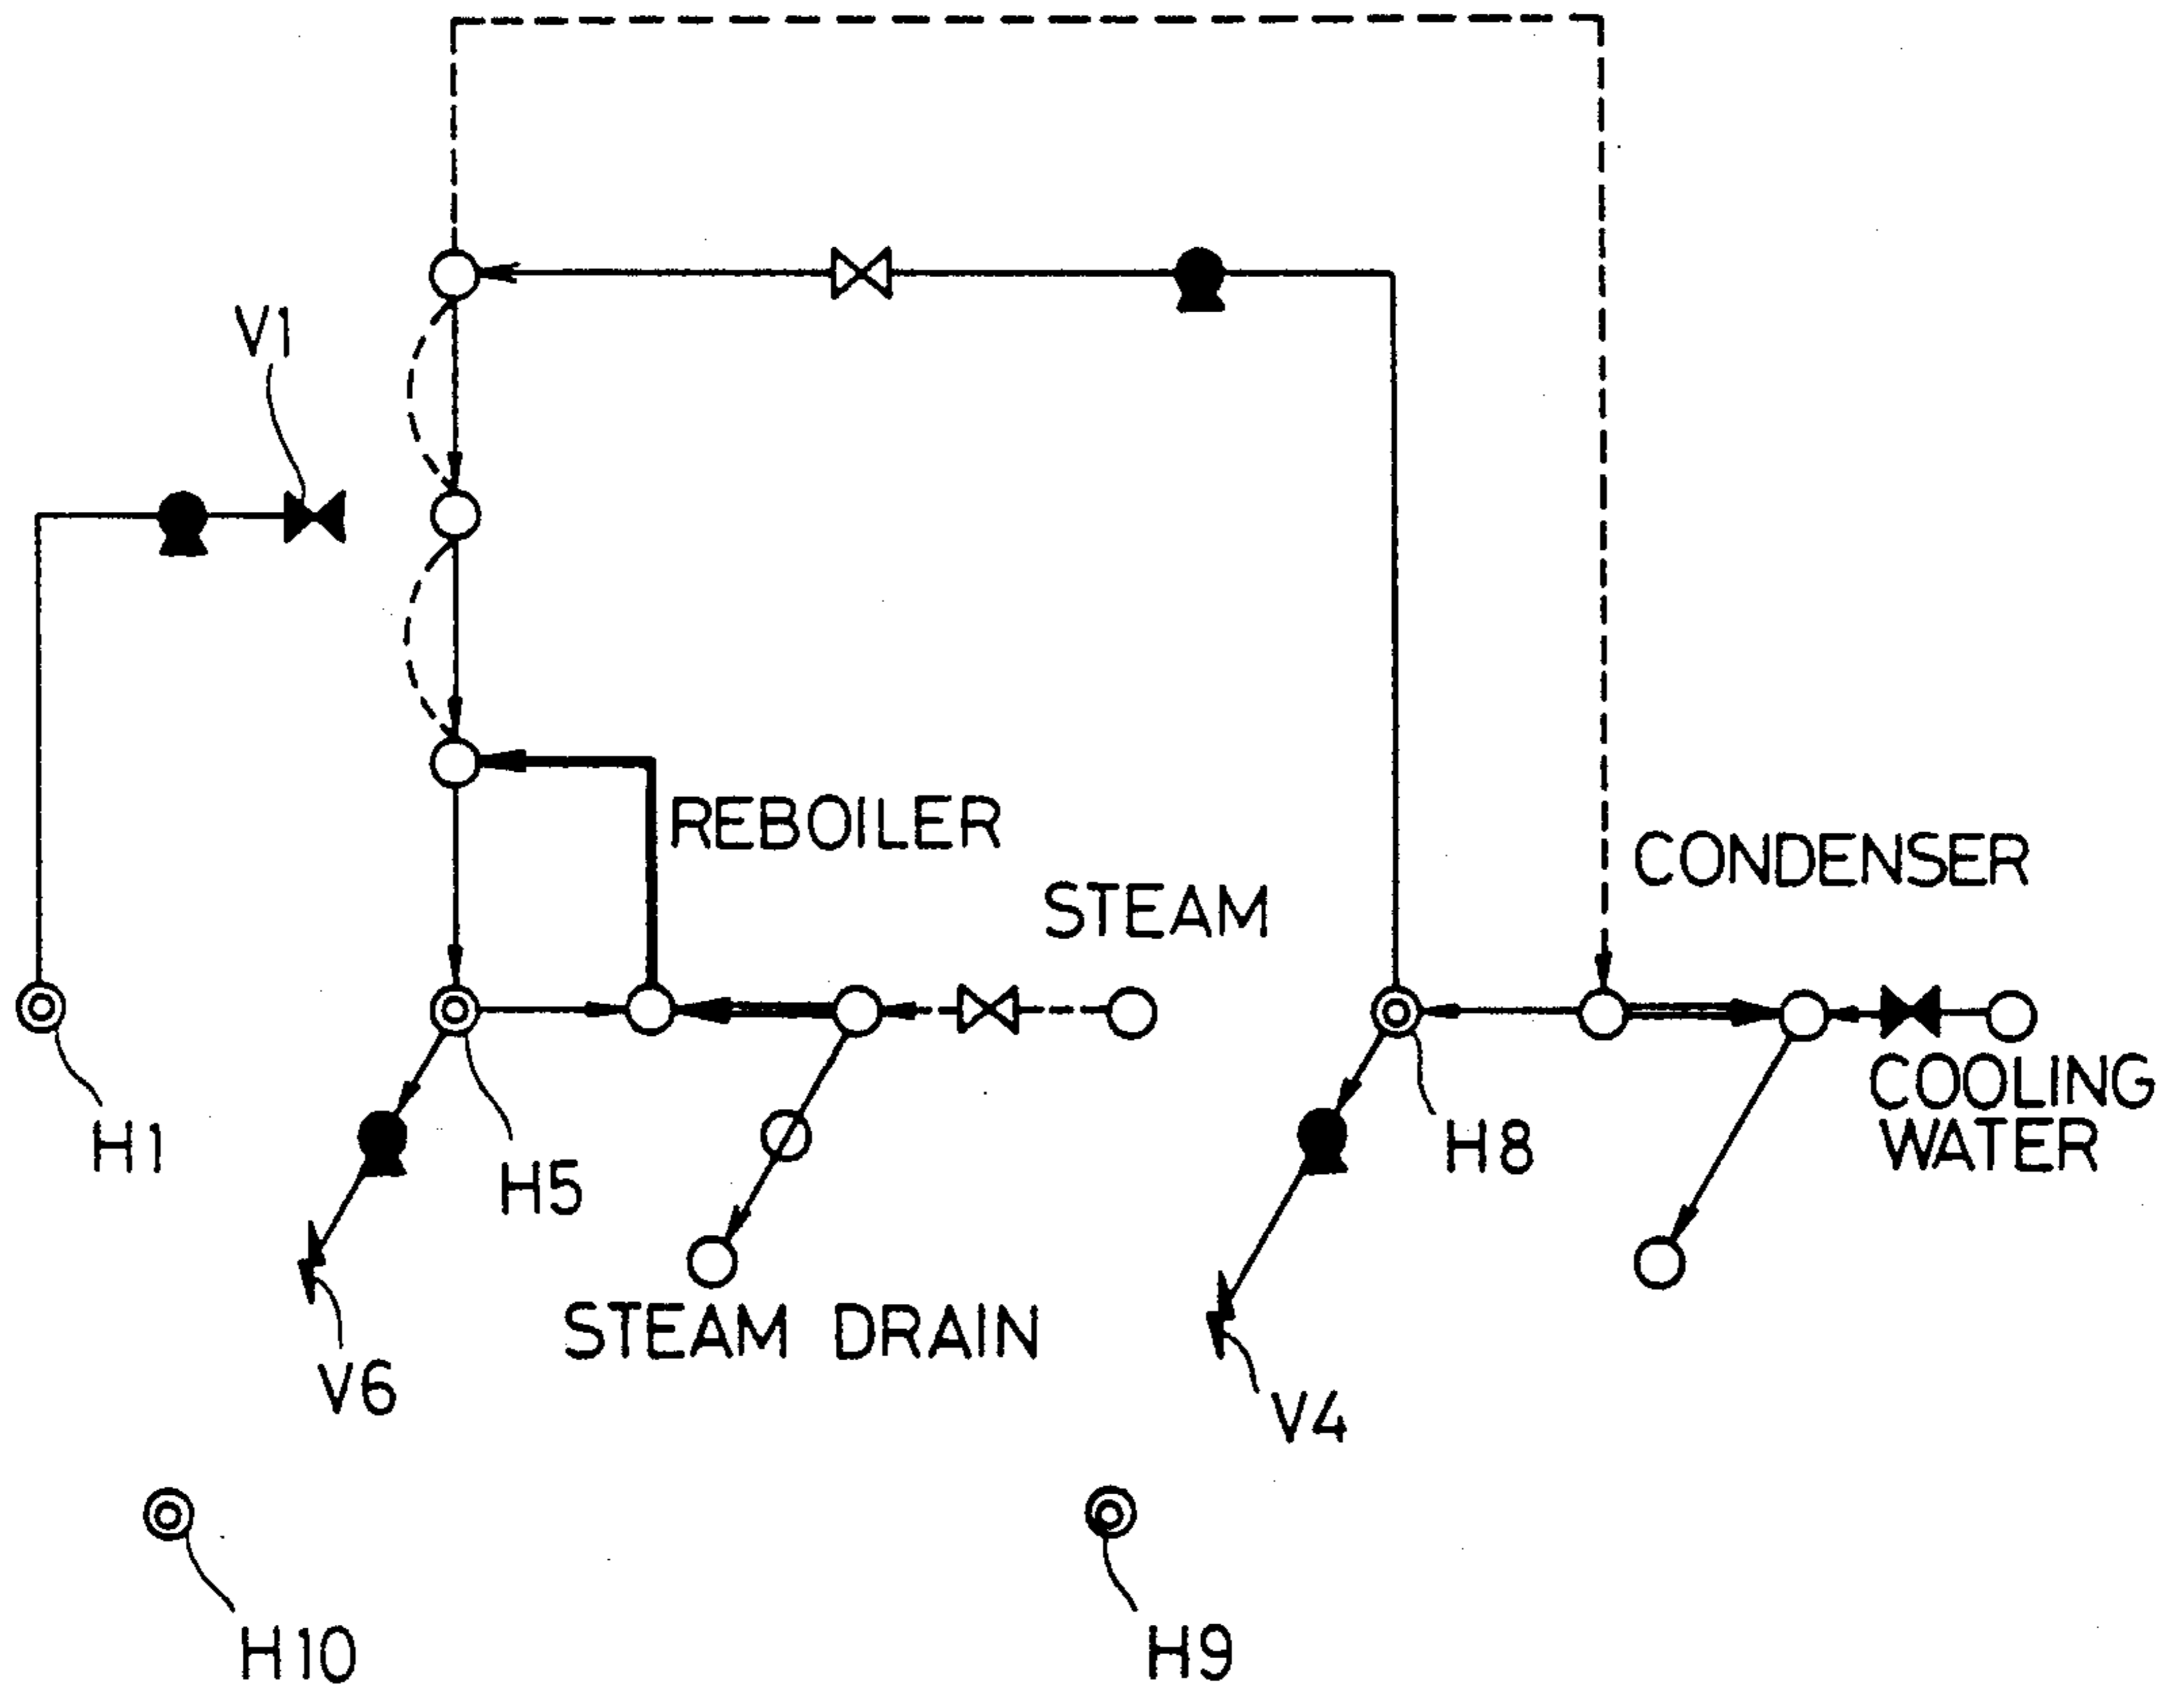 V1
REBOILER
CONDENSER
STEAM
COOLING
WATER
H1
H5
H8
STEAM DRAIN
V6
V4
H10
H9